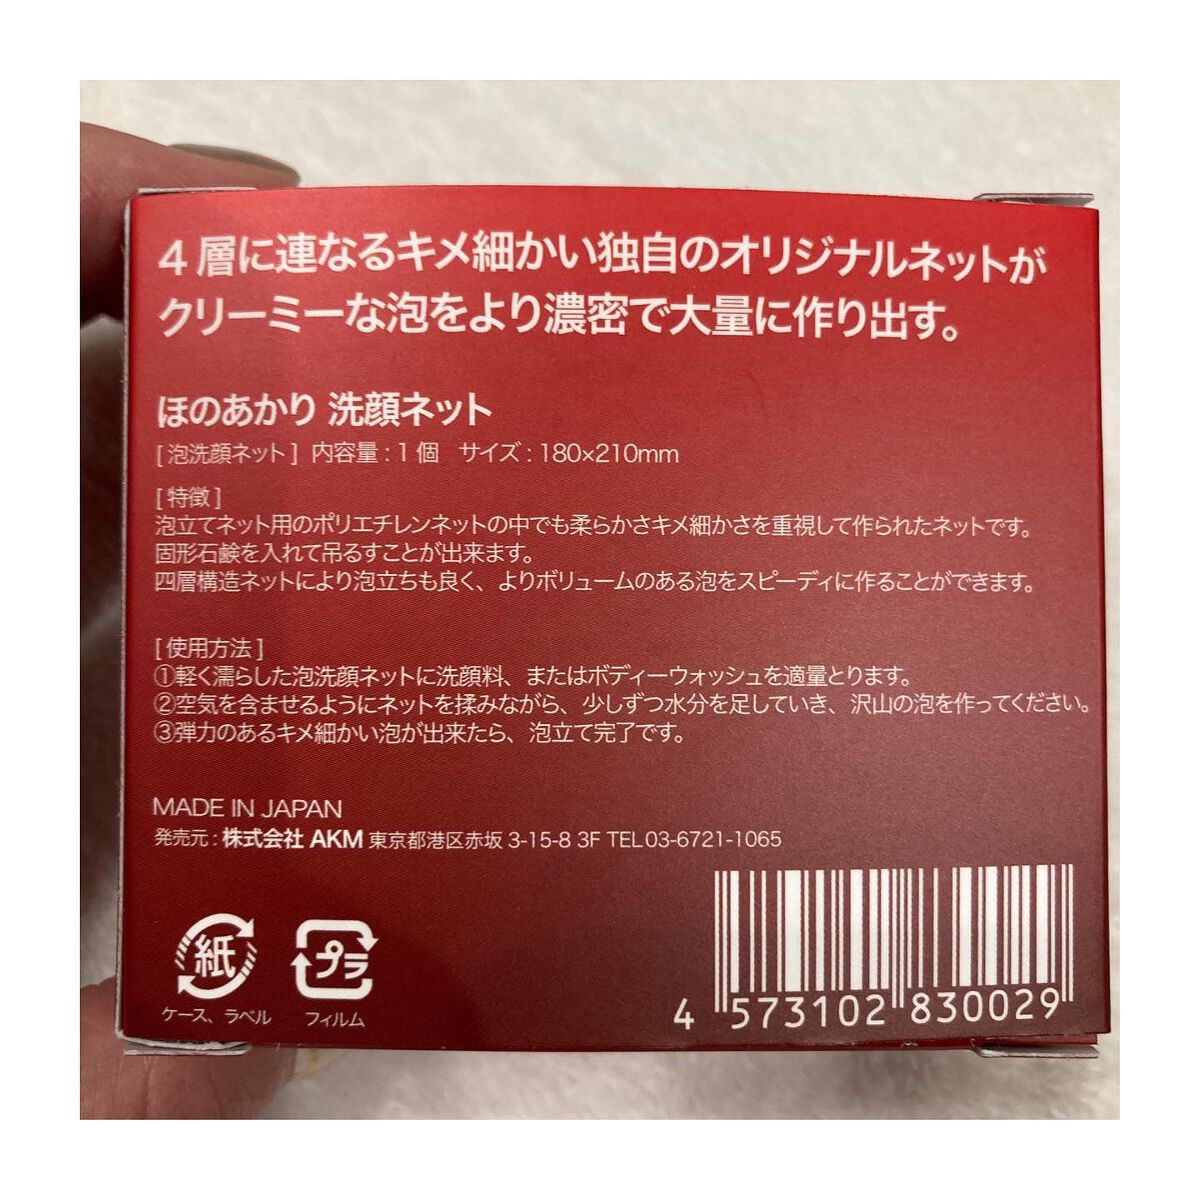 4層に連なるキメ細かい独自のオリジナルネットが
クリーミーな泡をより濃密で大量に作り出す。
ほのあかり 洗顔ネット
[ 泡洗顔ネット ] 内容量 : 1 個 サイズ : 180×210mm
[ 特徴 ]
泡立てネット用のポリエチレンネットの中でも柔らかさキメ細かさを重視して作られたネットです。
固形石鹸を入れて吊るすことが出来ます。
四層構造ネットにより泡立ちも良く、よりボリュームのある泡をスピーディに作ることができます。
[ 使用方法 ]
①軽く濡らした泡洗顔ネットに洗顔料、またはボディーウォッシュを適量とります。
②空気を含ませるようにネットを揉みながら、少しずつ水分を足していき、沢山の泡を作ってください。
③弾力のあるキメ細かい泡が出来たら、泡立て完了です。
MADE IN JAPAN
発売元 : 株式会社 AKM 東京都港区赤坂 3-15-8 3F TEL03-6721-1065
紙
プラ
ケース、ラベル
フィルム
4 573102 830029